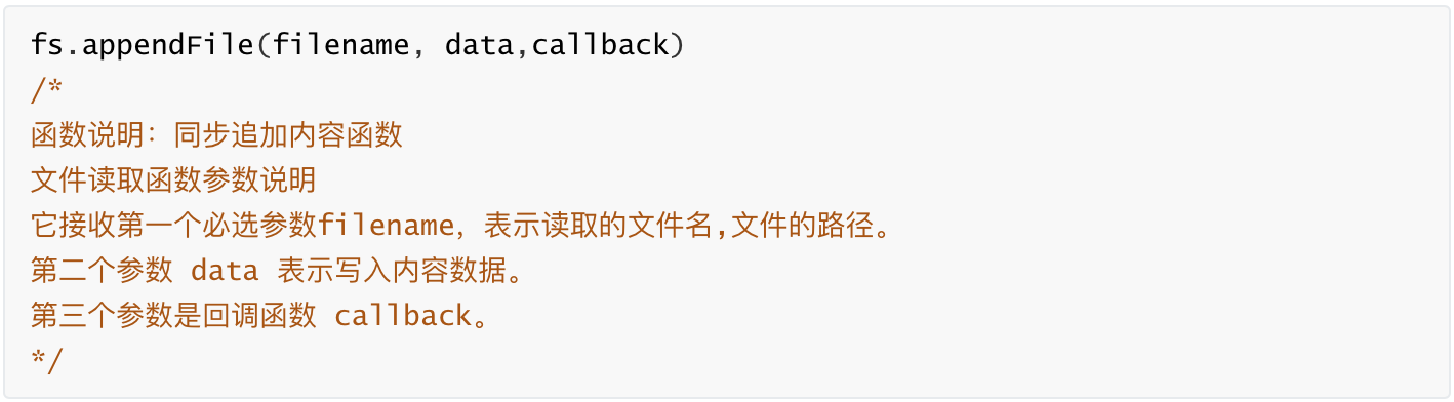 fs.appendFile(filename, data,callback)
/*
函数说明：同步追加内容函数
文件读取函数参数说明
它接收第一个必选参数filename，表示读取的文件名,文件的路径。
第二个参数 data 表示写入内容数据。
第三个参数是回调函数 callback。
*/